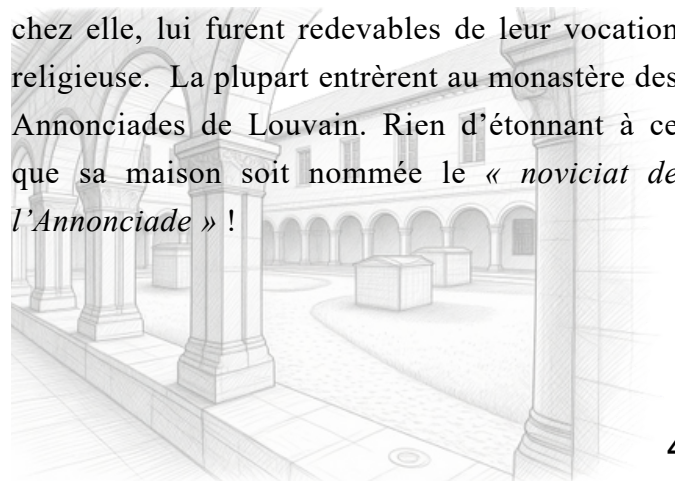 chez elle, lui furent redevables de leur vocation
religieuse. La plupart entrèrent au monastère des
Annonciades de Louvain. Rien d'étonnant à ce
que sa maison soit nommée le « noviciat de
l'Annonciade » !
4